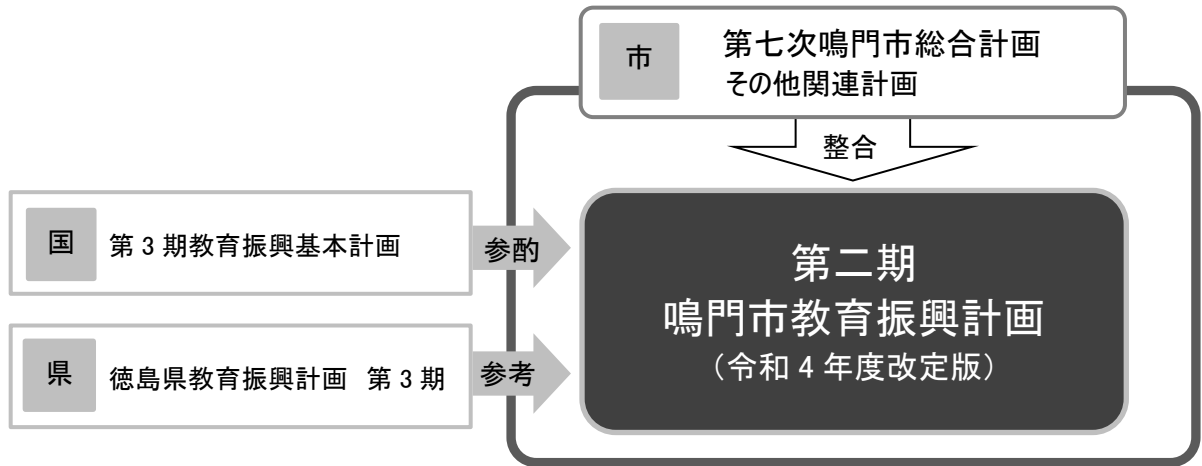 市
第七次鳴門市総合計画
その他関連計画
整合
国
第3期教育振興基本計画
参酌
県
徳島県教育振興計画 第3期
参考
第二期
鳴門市教育振興計画
(令和4年度改定版)